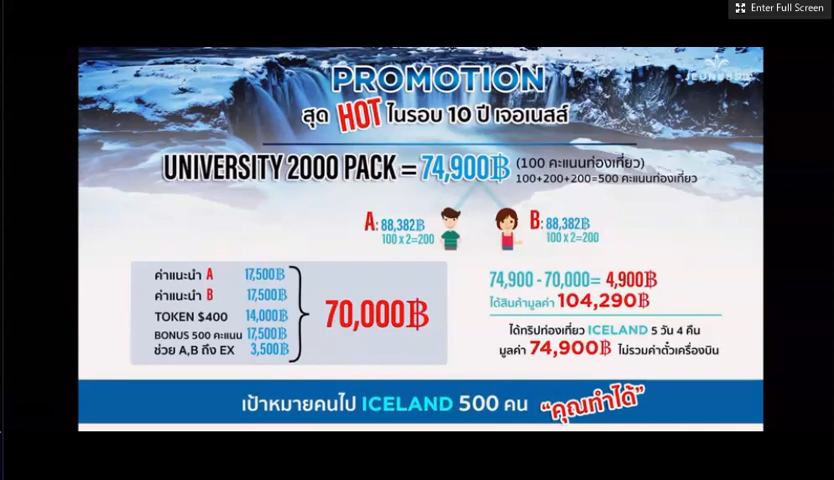 Enter Full Screen
JEUNESSE
PROMOTION
สุด HOT ในรอบ 10 ปี เจอเนสส์
UNIVERSITY 2000 PACK = 74,900฿ (100 คะแนนท่องเที่ยว)
100+200+200=500 คะแนนท่องเที่ยว
A: 88,382฿
100 x 2=200
B: 88,382฿
100 x 2=200
ค่าแนะนำ A 17,500฿
ค่าแนะนำ B 17,500฿
TOKEN $400 14,000฿
BONUS 500 คะแนน 17,500฿
ช่วย A,B ถึง EX 3,500฿
70,000฿
74,900 - 70,000= 4,900฿
ได้สินค้ามูลค่า 104,290฿
ได้ทริปท่องเที่ยว ICELAND 5 วัน 4 คืน
มูลค่า 74,900฿ ไม่รวมค่าตั๋วเครื่องบิน
เป้าหมายคนไป ICELAND 500 คน "คุณทำได้"